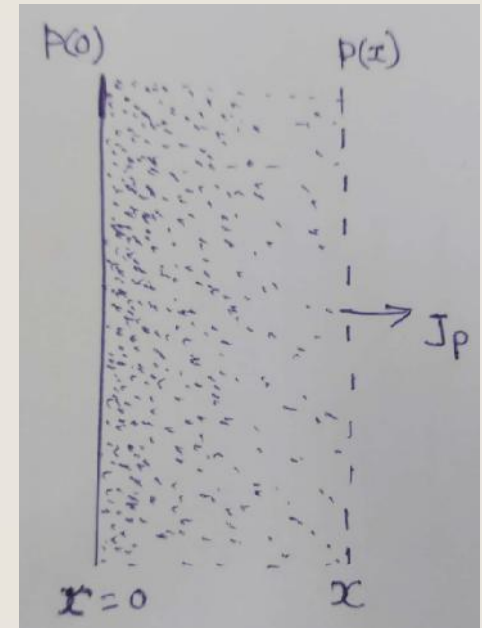 P(0) P(x)
Jp
x = 0 x